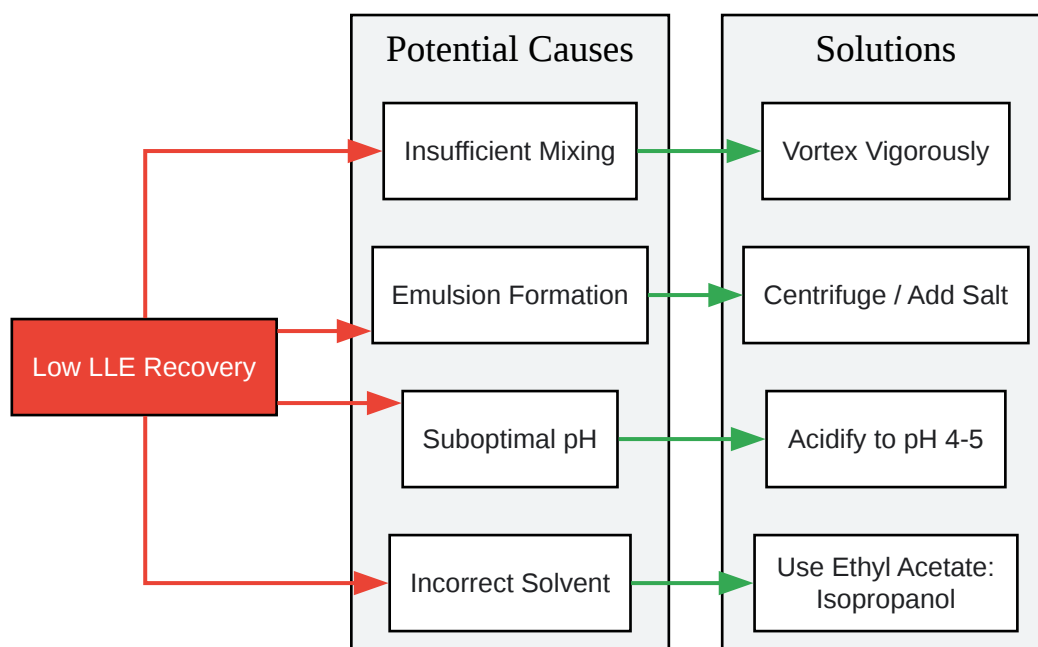 Potential Causes
Solutions
Insufficient Mixing
Vortex Vigorously
Emulsion Formation
Centrifuge / Add Salt
Low LLE Recovery
Suboptimal pH
Acidify to pH 4-5
Incorrect Solvent
Use Ethyl Acetate:
Isopropanol